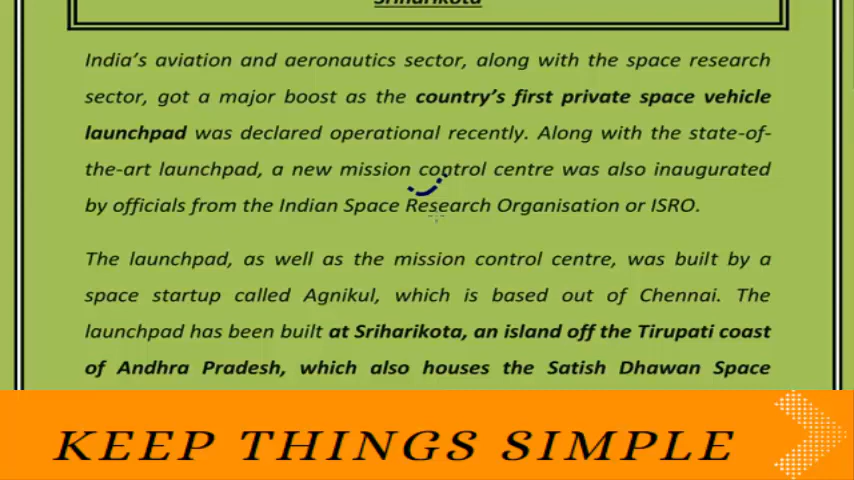 Sriharikota
India's aviation and aeronautics sector, along with the space research
sector, got a major boost as the country's first private space vehicle
launchpad was declared operational recently. Along with the state-of-
the-art launchpad, a new mission control centre was also inaugurated
by officials from the Indian Space Research Organisation or ISRO.
The launchpad, as well as the mission control centre, was built by a
space startup called Agnikul, which is based out of Chennai. The
launchpad has been built at Sriharikota, an island off the Tirupati coast
of Andhra Pradesh, which also houses the Satish Dhawan Space
KEEP THINGS SIMPLE